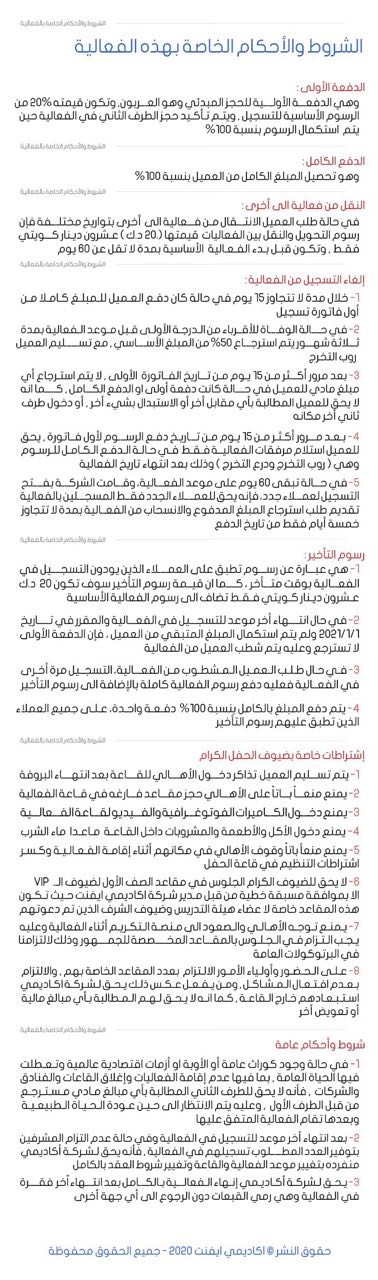 الشروط والأحكام الخاصة بالفعالية
الشروط والأحكام الخاصة بهذه الفعالية
الدفعة الأولى :
وهي الدفعة الأولية للحجز المبدئي وهو العربون, وتكون قيمته 20% من
الرسوم الأساسية للتسجيل , ويتم تأكيد حجز الطرف الثاني في الفعالية حين
يتم استكمال الرسوم بنسبة 100%
الشروط والأحكام الخاصة بالفعالية
الدفع الكامل :
وهو تحصيل المبلغ الكامل من العميل بنسبة 100%
الشروط والأحكام الخاصة بالفعالية
النقل من فعالية الى أخرى :
في حالة طلب العميل الانتقال من فعالية الى أخرى بتواريخ مختلفة فإن
رسوم التحويل والنقل بين الفعاليات قيمتها (20. د.ك ) عشرون دينار كويتي
فقط , وتكون قبل بدء الفعالية الأساسية بمدة لا تقل عن 60 يوم
الشروط والأحكام الخاصة بالفعالية
إلغاء التسجيل من الفعالية :
1- خلال مدة لا تتجاوز 15 يوم في حالة كان دفع العميل للمبلغ كاملا من
أول فاتورة تسجيل
2- في حالة الوفاة للأقرباء من الدرجة الأولى قبل موعد الفعالية بمدة
ثلاثة شهور يتم استرجاع 50% من المبلغ الأساسي , مع تسليم العميل
روب التخرج
3- بعد مرور أكثر من 15 يوم من تاريخ الفاتورة الأولى , لا يتم استرجاع أي
مبلغ مادي للعميل في حالة كانت دفعة أولى او الدفع الكامل , كما انه
لا يحق للعميل المطالبة بأي مقابل أخر أو الاستبدال بشيء أخر , أو دخول طرف
ثاني أخر مكانه
4- بعد مرور أكثر من 15 يوم من تاريخ دفع الرسوم لأول فاتورة , يحق
للعميل استلام مرفقات الفعالية فقط في حالة الدفع الكامل للرسوم
وهي ( روب التخرج ودرع التخرج ) وذلك بعد انتهاء تاريخ الفعالية
5- في حالة تبقى 60 يوم على موعد الفعالية, وقامت الشركة بفتح
التسجيل لعملاء جدد, فإنه يحق للعملاء الجدد فقط المسجلين بالفعالية
تقديم طلب استرجاع المبلغ المدفوع والانسحاب من الفعالية بمدة لا تتجاوز
خمسة أيام فقط من تاريخ الدفع
الشروط والأحكام الخاصة بالفعالية
رسوم التأخير :
1- هي عبارة عن رسوم تطبق على العملاء الذين يودون التسجيل في
الفعالية بوقت متأخر , كما ان قيمة رسوم التأخير سوف تكون 20 د.ك
عشرون دينار كويتي فقط تضاف الى رسوم الفعالية الأساسية
2- في حال انتهاء أخر موعد للتسجيل في الفعالية والمقرر في تاريخ
2021/1/1 ولم يتم استكمال المبلغ المتبقي من العميل , فإن الدفعة الأولى
لا تسترجع وعليه يتم شطب العميل من الفعالية
3- في حال طلب العميل المشطوب من الفعالية, التسجيل مرة أخرى
في الفعالية فعليه دفع رسوم الفعالية كاملة بالإضافة الى رسوم التأخير
4- يتم دفع المبلغ بالكامل بنسبة 100% دفعة واحدة, على جميع العملاء
الذين تطبق عليهم رسوم التأخير
الشروط والأحكام الخاصة بالفعالية
إشتراطات خاصة بضيوف الحفل الكرام
1- يتم تسليم العميل تذاكر دخول الأهالي للقاعة بعد انتهاء البروفة
2- يمنع منعاً باتاً على الأهالي حجز مقاعد فارغه في قاعة الفعالية
3- يمنع دخول الكاميرات الفوتوغرافية والفيديو لقاعة الفعالية
4- يمنع دخول الأكل والأطعمة والمشروبات داخل القاعة ماعدا ماء الشرب
5- يمنع منعاً باتاً وقوف الأهالي في مكانهم أثناء إقامة الفعالية وكسر
اشتراطات التنظيم في قاعة الحفل
6- لا يحق للضيوف الكرام الجلوس في مقاعد الصف الأول لضيوف الـ VIP
الا بموافقة مسبقة خطية من قبل مدير شركة اكاديمي ايفنت حيث تكون
هذه المقاعد خاصة لا عضاء هيئة التدريس وضيوف الشرف الذين تم دعوتهم
7- يمنع توجه الأهالي والصعود الى منصة التكريم أثناء الفعالية وعليه
يجب التزام في الجلوس بالمقاعد المخصصة للجمهور وذلك لالتزامنا
في البرتوكولات العامة
8- على الحضور وأولياء الأمور الالتزام بعدد المقاعد الخاصة بهم , والالتزام
بعدم افتعال المشاكل , ومن يفعل عكس ذلك يحق لشركة اكاديمي
استبعادهم خارج القاعة , كما انه لا يحق لهم المطالبة بأي مبالغ مالية
أو تعويض أخر
الشروط والأحكام الخاصة بالفعالية
شروط وأحكام عامة
1- في حالة وجود كوراث عامة أو الأوبة او أزمات اقتصادية عالمية وتعطلت
فيها الحياة العامة , بما فيها عدم إقامة الفعاليات وإغلاق القاعات والفنادق
والشركات , فأنه لا يحق للطرف الثاني المطالبة بأي مبالغ مادي مسترجع
من قبل الطرف الأول , وعليه يتم الانتظار الى حين عودة الحياة الطبيعية
وبعدها تقام الفعالية المتفق عليها
2- بعد انتهاء أخر موعد للتسجيل في الفعالية وفي حالة عدم التزام المشرفين
بتوفير العدد المطلوب تسجيلهم في الفعالية , فأنه يحق لشركة أكاديمي
منفرده بتغيير موعد الفعالية والقاعة وتغيير شروط العقد بالكامل
3- يحق لشركة أكاديمي إنهاء الفعالية بالكامل بعد انتهاء أخر فقرة
في الفعالية وهي رمي القبعات دون الرجوع الى أي جهة أخرى
حقوق النشر © اكاديمي ايفنت 2020 - جميع الحقوق محفوظة